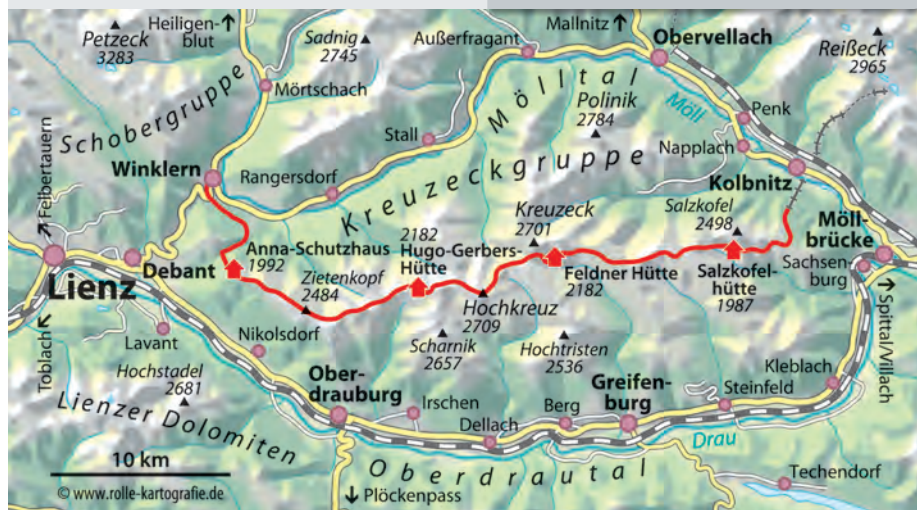 Petzeck
3283
Heiligen-
blut
Sadnig
2745
Mallnitz
Außerfragant
Obervellach
Reißeck
2965
Mörtschach
Schobergruppe
Mölltal
Polinik
2784
Möll
Penk
Stall
Napplach
Winklern
Rangersdorf
Kreuzeckgruppe
Kolbnitz
Felbertauern
Kreuzeck
2701
Salzkofel
2498
Möll-
brücke
Anna-Schutzhaus
1992
2182
Hugo-Gerbers-
Hütte
Feldner Hütte
2182
Salzkofel-
hütte
1987
Sachsen-
burg
Debant
Lienz
Zietenkopf
2484
Hochkreuz
2709
Spittal/Villach
Toblach
Lavant
Nikolsdorf
Scharnik
2657
Hochtristen
2536
Hochstadel
2681
Ober-
drauburg
Greifen-
burg
Kleblach
Steinfeld
Lienzer Dolomiten
Irschen
Berg
Dellach
Drau
Oberdrautal
10 km
Techendorf
© www.rolle-kartografie.de
Plöckenpass